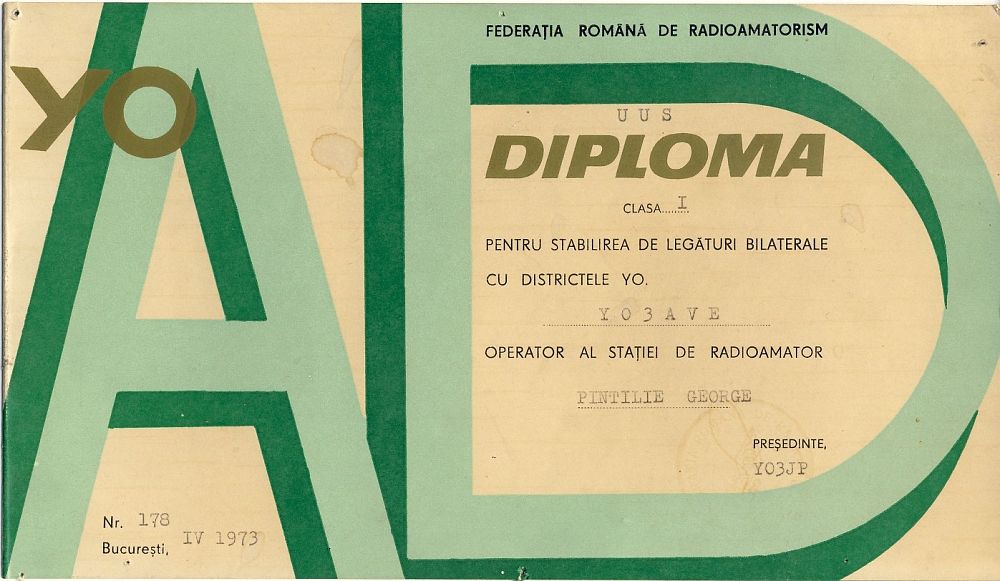 YO
AD
FEDERAȚIA ROMÂNĂ DE RADIOAMATORISM
UUS
DIPLOMA
CLASA........I
PENTRU STABILIREA DE LEGĂTURI BILATERALE
CU DISTRICTELE YO.
YO3AVE
OPERATOR AL STAȚIEI DE RADIOAMATOR
PINTILIE GEORGE
PREȘEDINTE,
YO3JP
Nr. 178
București, IV 1973